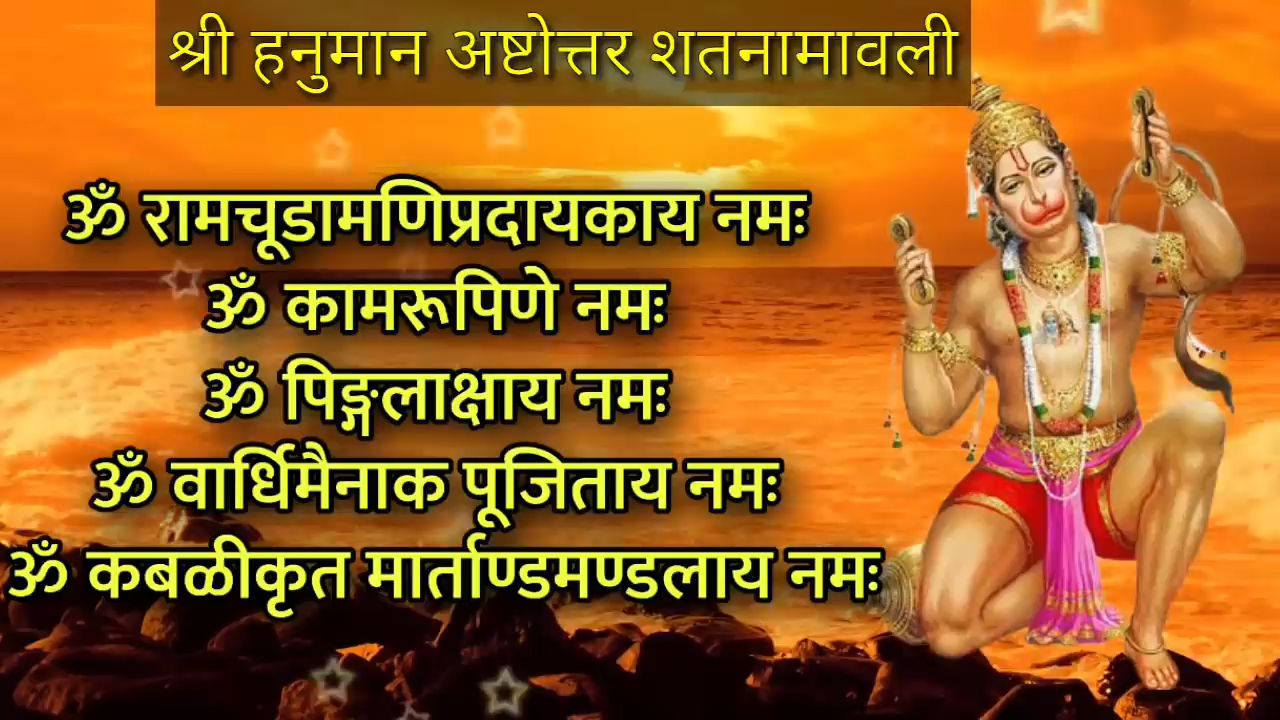 श्री हनुमान अष्टोत्तर शतनामावली
ॐ रामचूडामणिप्रदायकाय नमः
ॐ कामरूपिणे नमः
ॐ पिङ्गलाक्षाय नमः
ॐ वार्धिमैनाक पूजिताय नमः
ॐ कबळीकृत मार्ताण्डमण्डलाय नमः